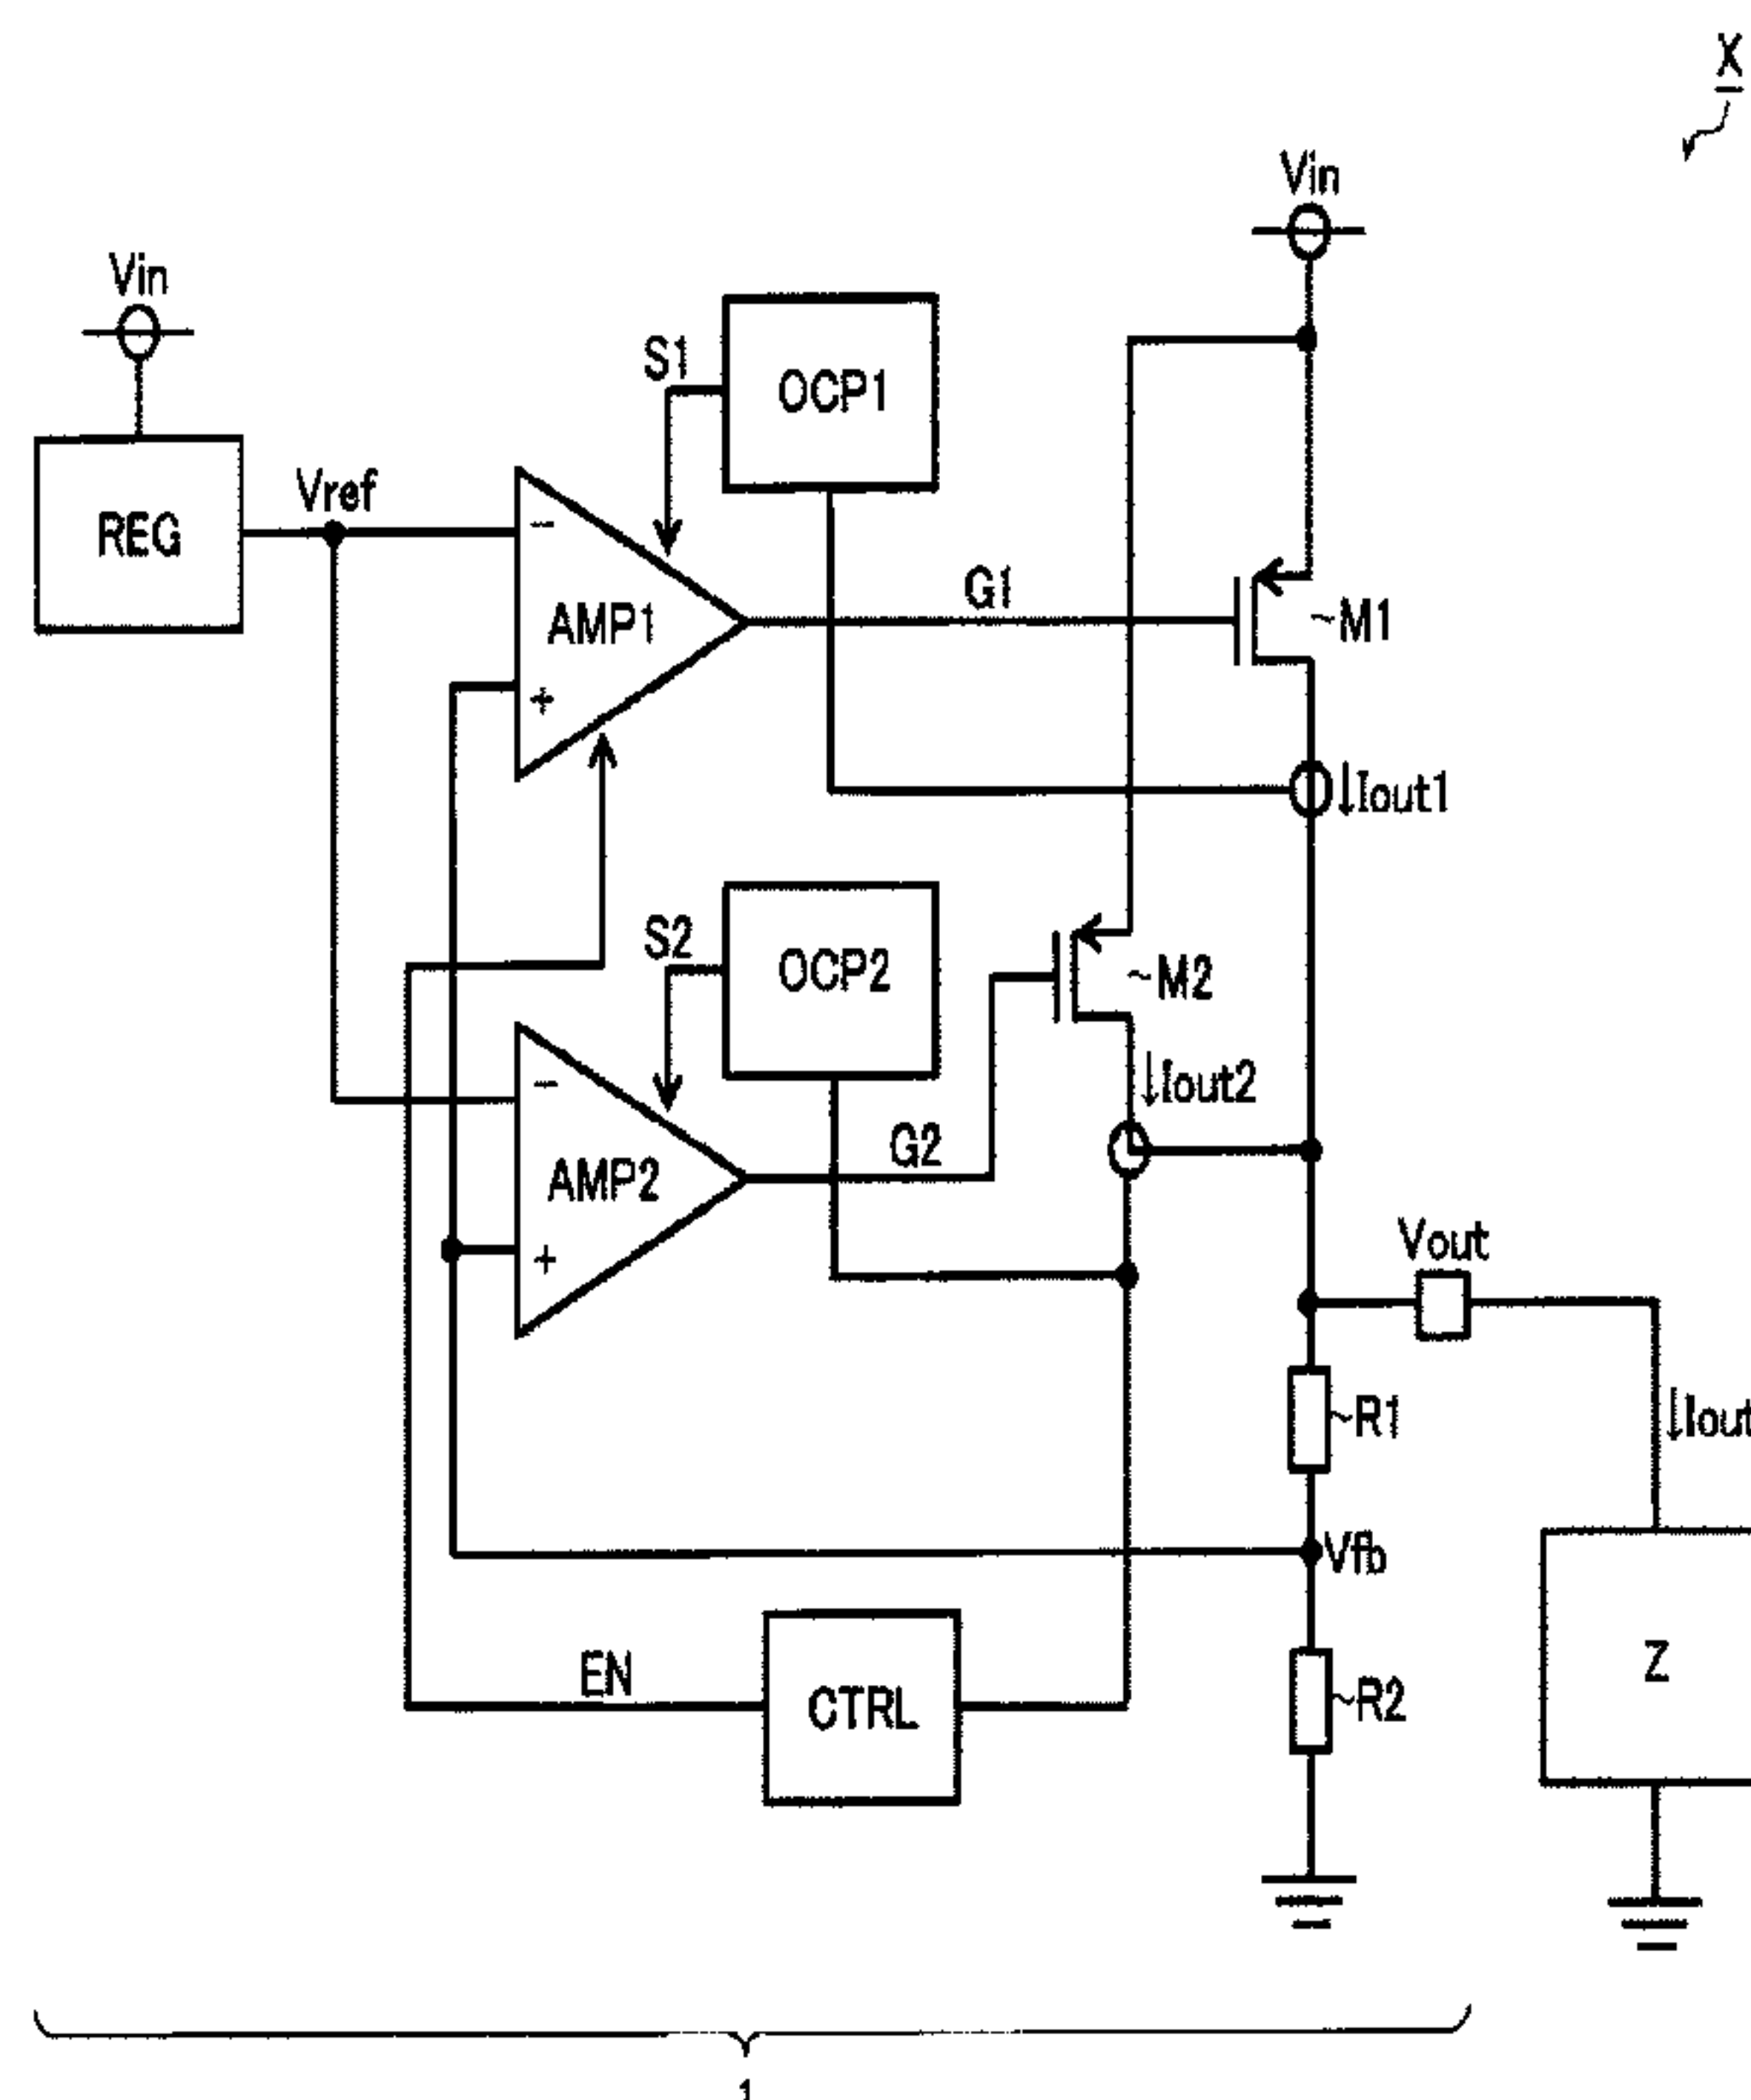 X
Vin
Vin
S1
OCP1
Vref
REG
−
G1
AMP1
~M1
+
↓Iout1
S2
OCP2
~M2
−
↓Iout2
G2
AMP2
+
Vout
~R1
↓Iout
Vfb
EN
CTRL
~R2
Z
1